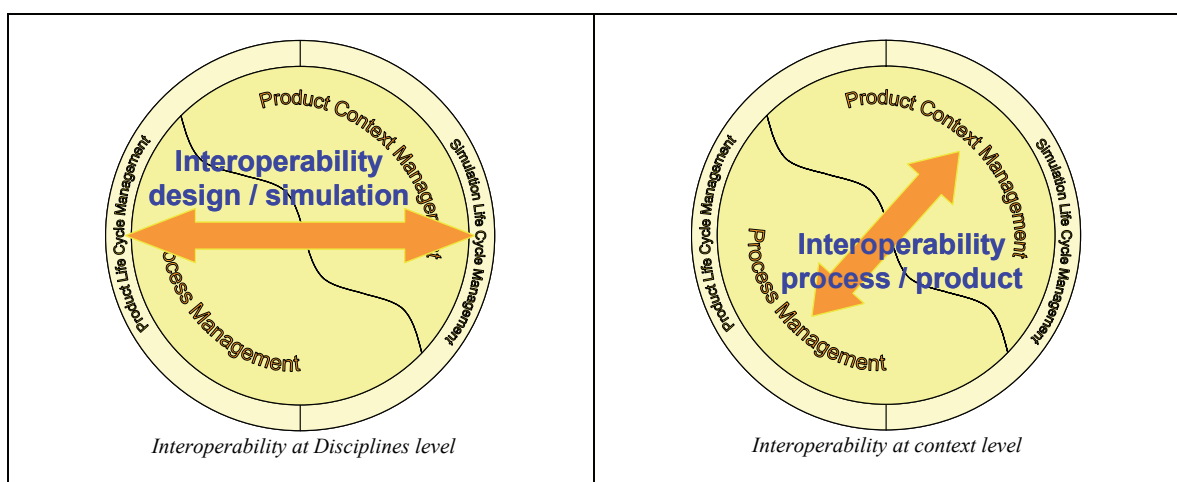 Product Context Management
Interoperability
design / simulation
Product Life Cycle Management
Simulation Life Cycle Management
ocess Management
Interoperability at Disciplines level
Product Context Management
Interoperability
process / product
Product Life Cycle Management
Simulation Life Cycle Management
Process Management
Interoperability at context level